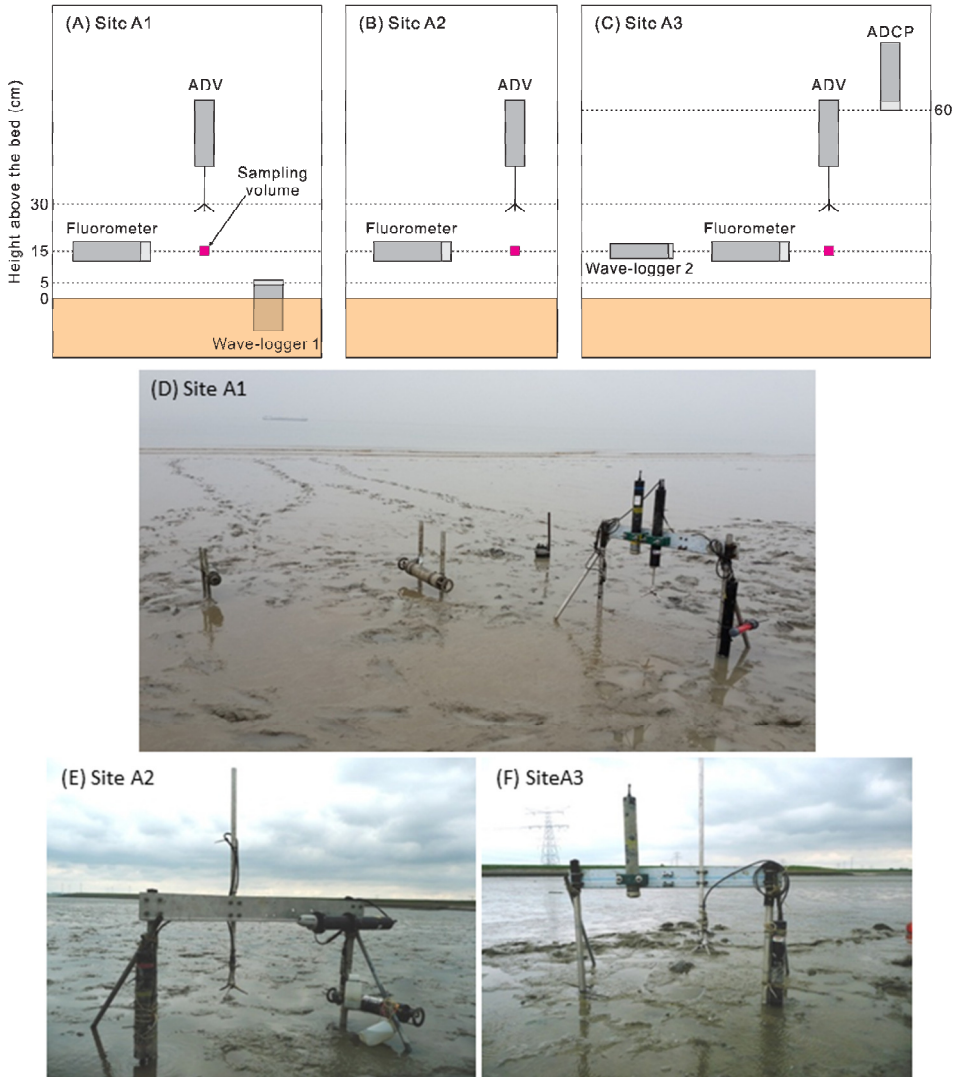 (A) Site A1
(B) Site A2
(C) Site A3
ADCP
ADV
ADV
ADV
60
Sampling
volume
30
Fluorometer
Fluorometer
Fluorometer
15
Wave-logger 2
5
0
Wave-logger 1
Height above the bed (cm)
(D) Site A1
(E) Site A2
(F) SiteA3